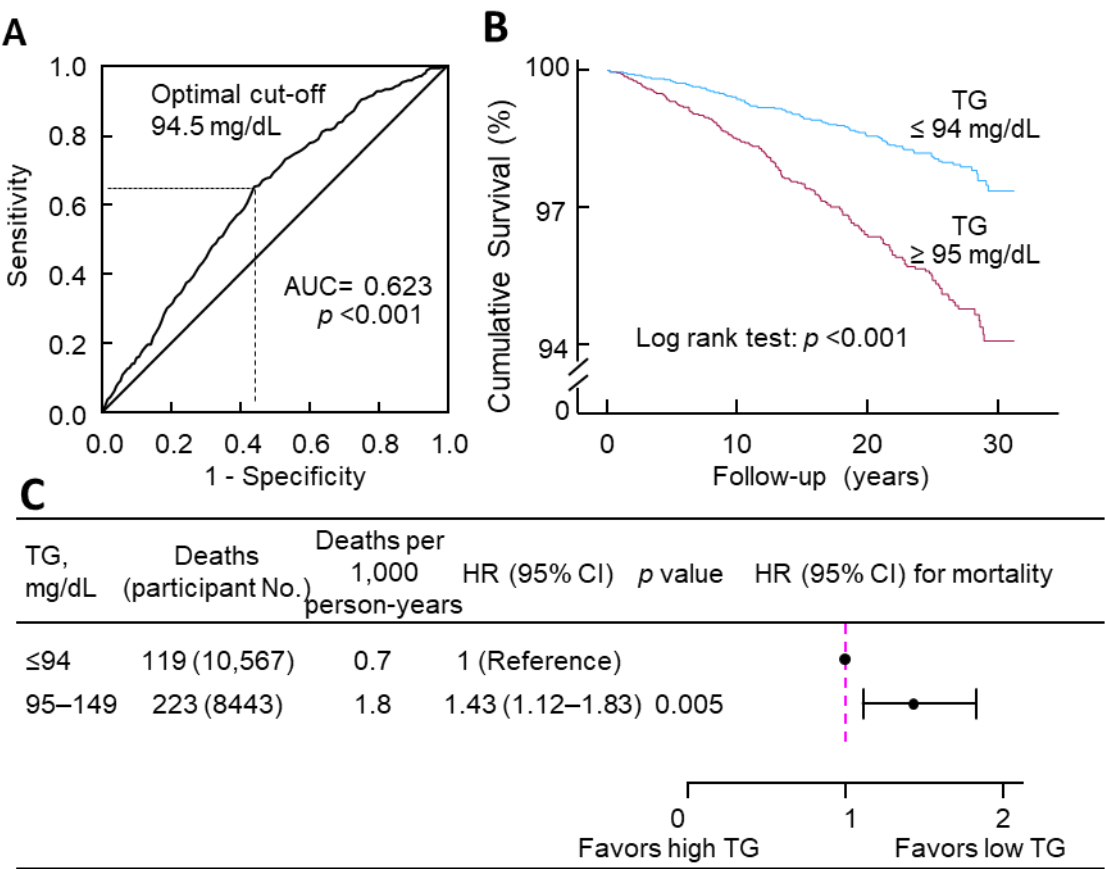 A
1.0
0.8
0.6
0.4
0.2
0.0
Sensitivity
Optimal cut-off
94.5 mg/dL
AUC= 0.623
p <0.001
0.0 0.2 0.4 0.6 0.8 1.0
1 - Specificity
B
100
97
94
0
Cumulative Survival (%)
TG
≤ 94 mg/dL
TG
≥ 95 mg/dL
Log rank test: p <0.001
0 10 20 30
Follow-up (years)
C
TG,
mg/dL
Deaths
(participant No.)
Deaths per
1,000
person-years
HR (95% CI)
p value
HR (95% CI) for mortality
≤94 119 (10,567) 0.7 1 (Reference)
95–149 223 (8443) 1.8 1.43 (1.12–1.83) 0.005
0 1 2
Favors high TG Favors low TG